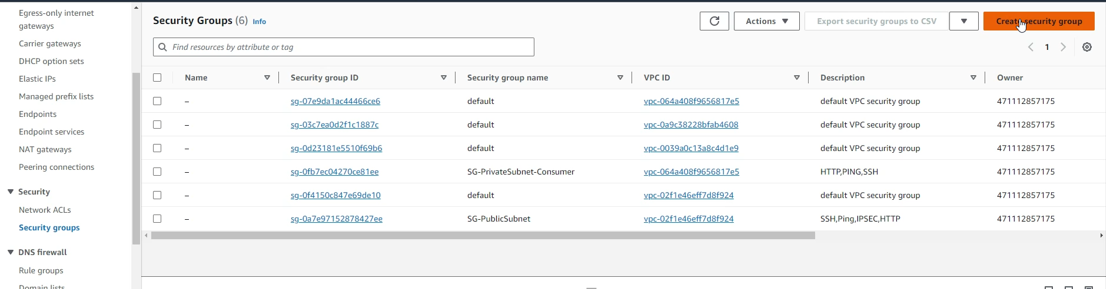 Egress-only internet
gateways
Carrier gateways
DHCP option sets
Elastic IPs
Managed prefix lists
Endpoints
Endpoint services
NAT gateways
Peering connections
Security
Network ACLs
Security groups
DNS firewall
Rule groups
Domain lists
Security Groups (6) Info
Actions
Export security groups to CSV
Create security group
Find resources by attribute or tag
1
Name Security group ID Security group name VPC ID Description Owner
– sg-07e9da1ac44466ce6 default vpc-064a408f9656817e5 default VPC security group 471112857175
– sg-03c7ea0d2f1c1887c default vpc-0a9c38228bfab4608 default VPC security group 471112857175
– sg-0d23181e5510f69b6 default vpc-0039a0c13a8c4d1e9 default VPC security group 471112857175
– sg-0fb7ec04270ce81ee SG-PrivateSubnet-Consumer vpc-064a408f9656817e5 HTTP,PING,SSH 471112857175
– sg-0f4150c847e69de10 default vpc-02f1e46eff7d8f924 default VPC security group 471112857175
– sg-0a7e97152878427ee SG-PublicSubnet vpc-02f1e46eff7d8f924 SSH,Ping,IPSEC,HTTP 471112857175